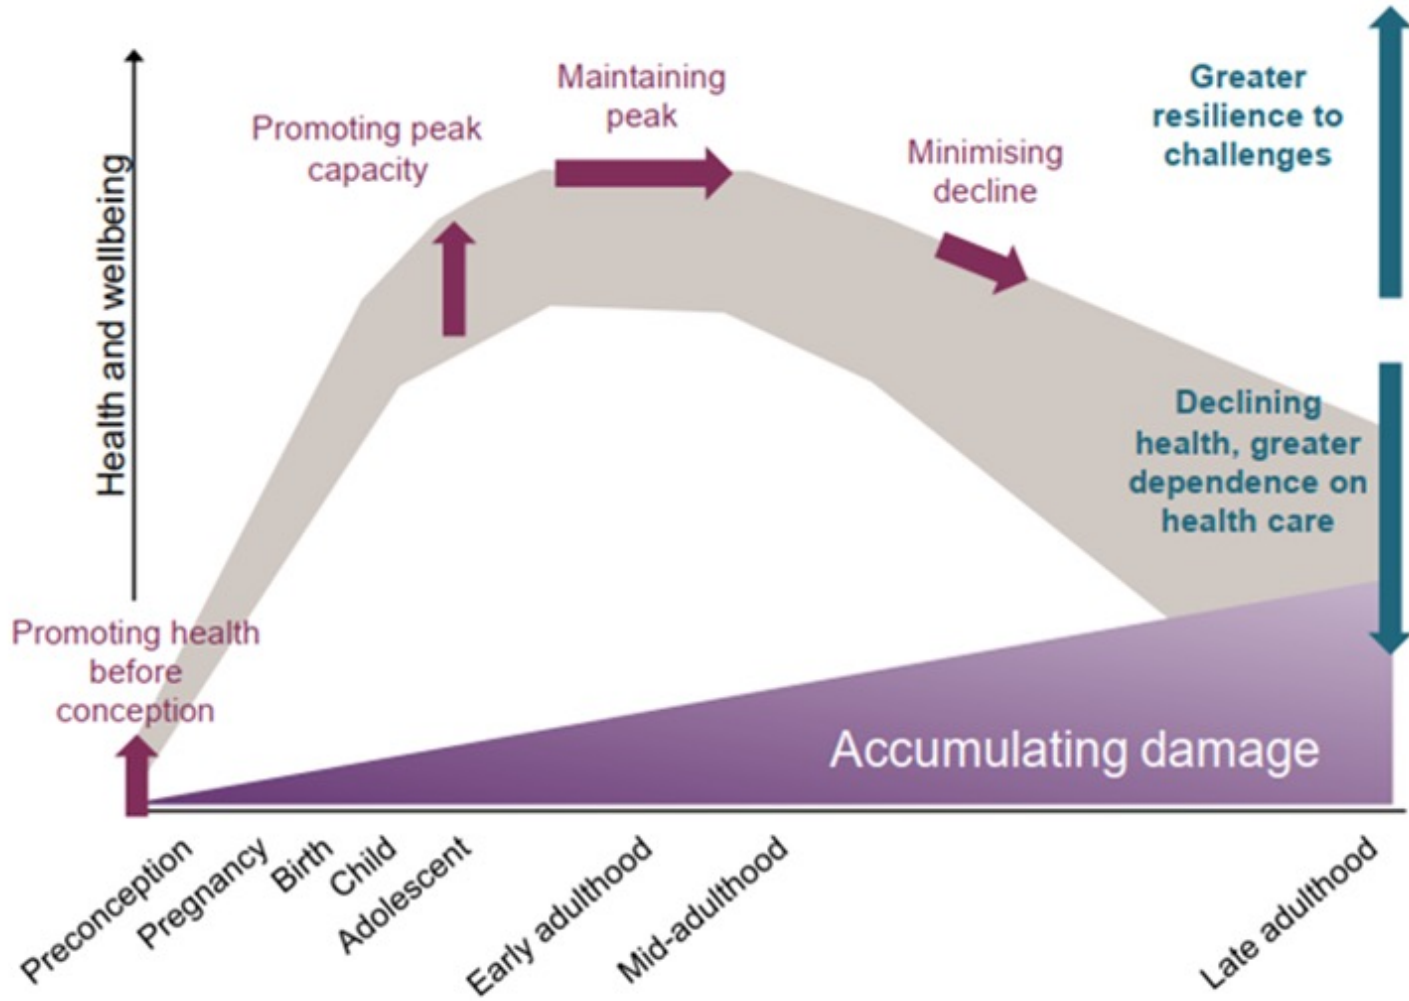 Maintaining
peak
Promoting peak
capacity
Minimising
decline
Greater
resilience to
challenges
Health and wellbeing
Declining
health, greater
dependence on
health care
Promoting health
before
conception
Accumulating damage
Preconception
Pregnancy
Birth
Child
Adolescent
Early adulthood
Mid-adulthood
Late adulthood